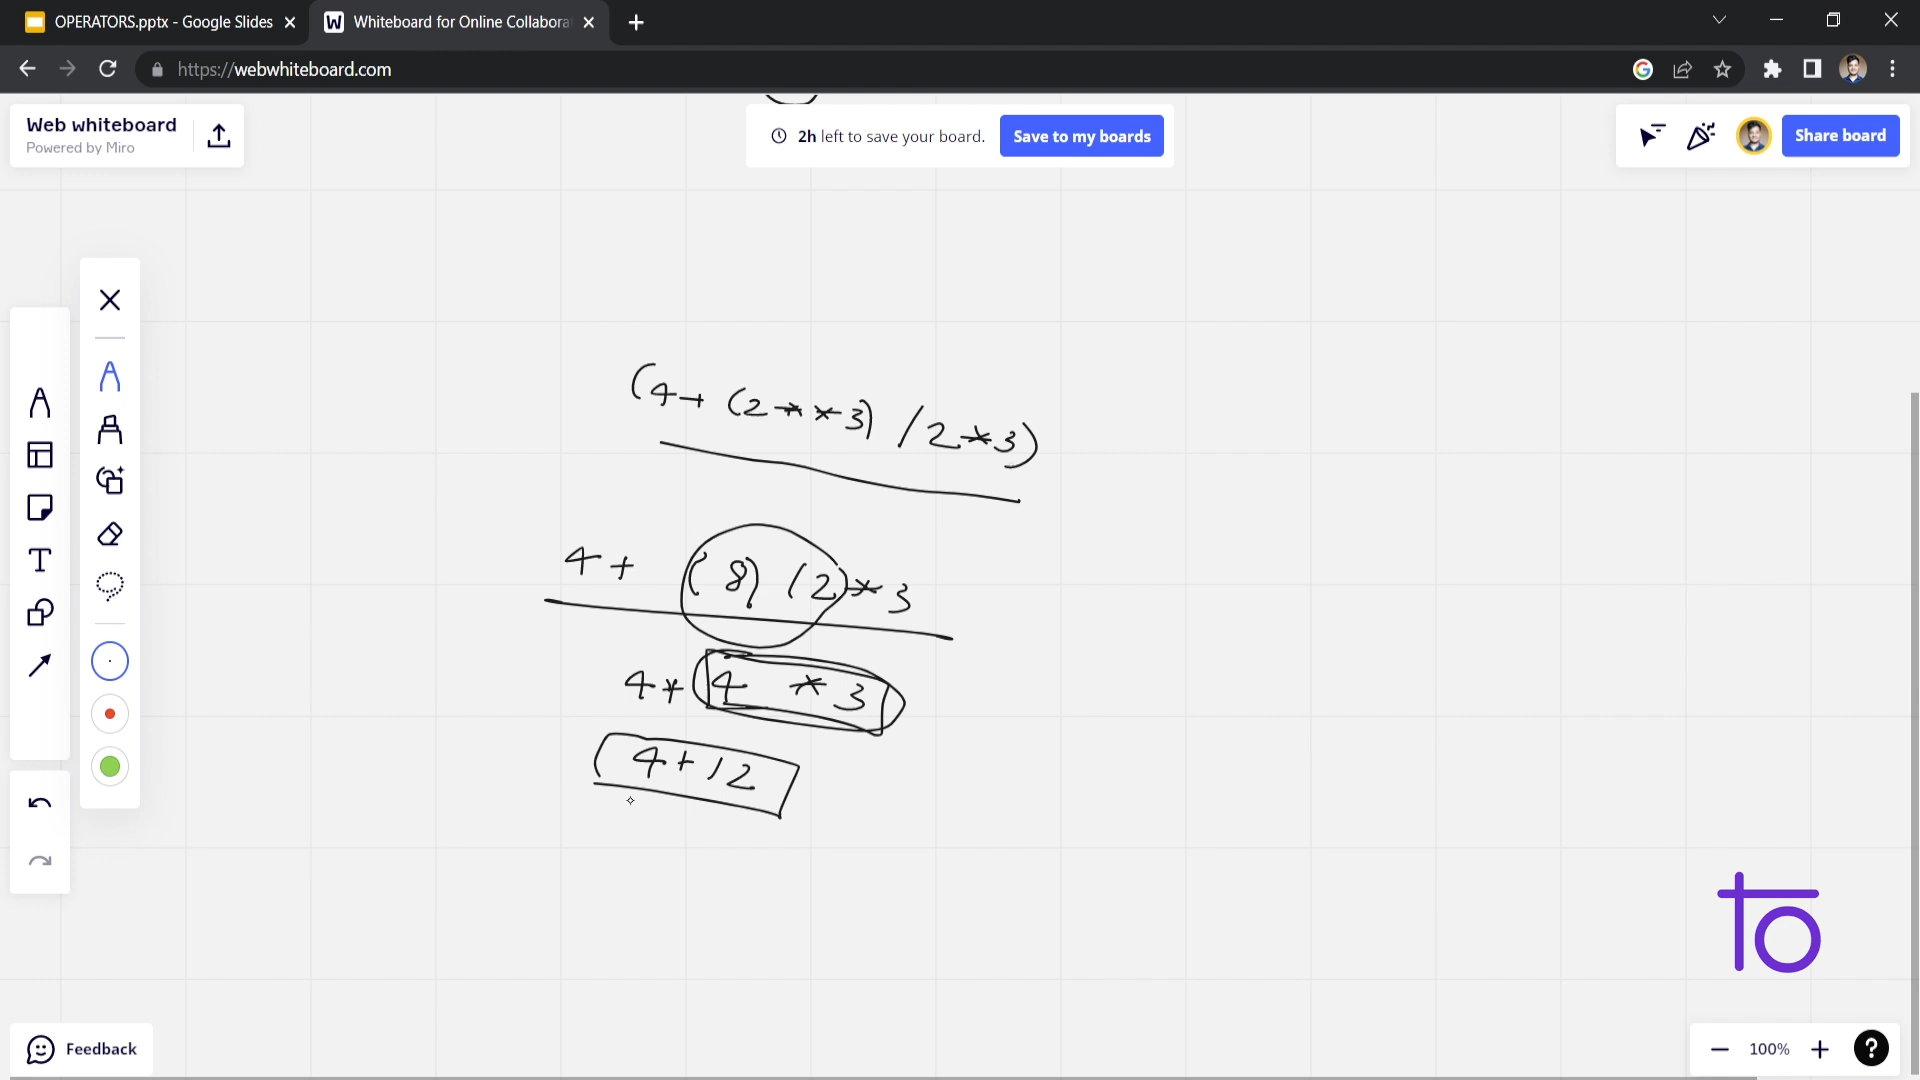 OPERATORS.pptx - Google Slides
Whiteboard for Online Collabora
https://webwhiteboard.com
Web whiteboard
Powered by Miro
2h left to save your board.
Save to my boards
Share board
(4+ (2**3) /2*3)
4+ (8) /2*3
4+ 4 * 3
4+12
T
to
Feedback
100%